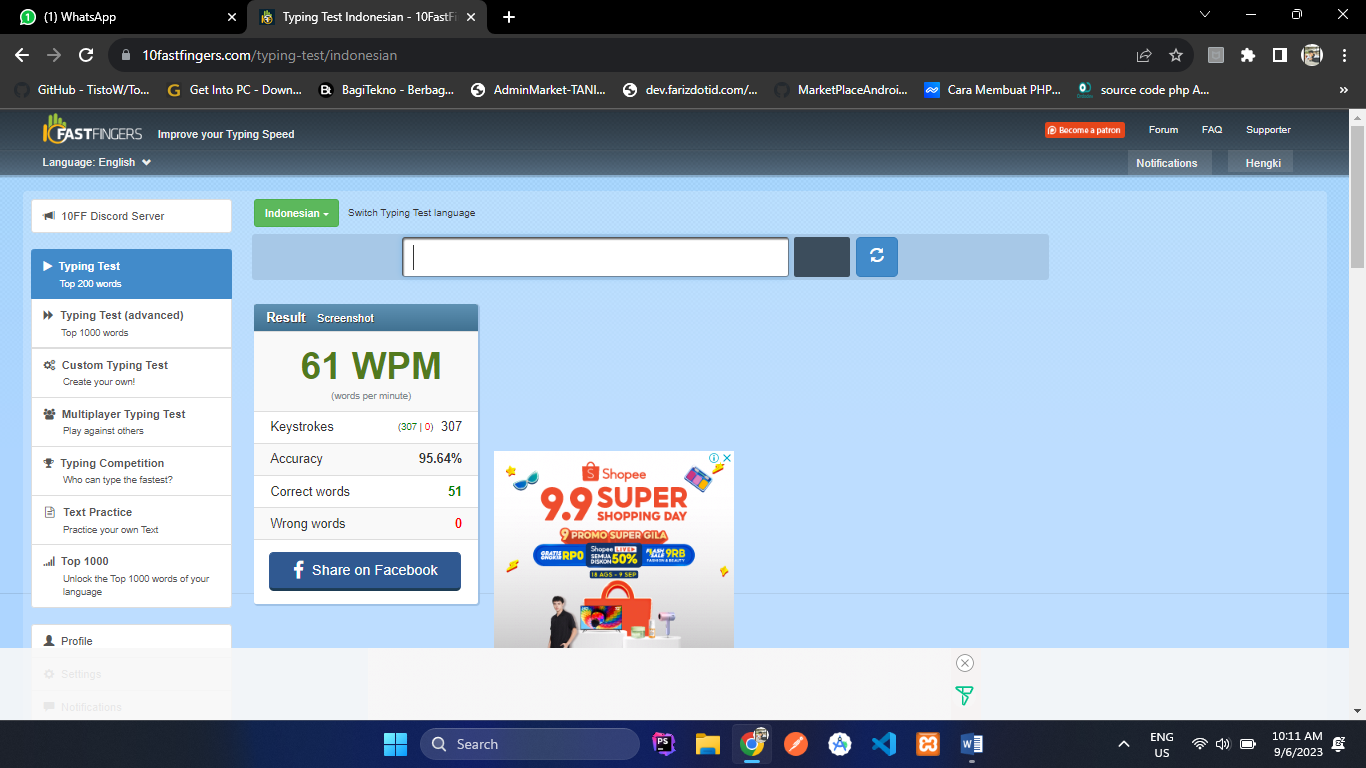 (1) WhatsApp
Typing Test Indonesian - 10FastFi
10fastfingers.com/typing-test/indonesian
GitHub - TistoW/To...
Get Into PC - Down...
BagiTekno - Berbag...
AdminMarket-TANI...
dev.farizdotid.com/...
MarketPlaceAndroi...
Cara Membuat PHP...
source code php A...
10FASTFINGERS
Improve your Typing Speed
Become a patron
Forum
FAQ
Supporter
Language: English
Notifications
Hengki
10FF Discord Server
Indonesian
Switch Typing Test language
Typing Test
Top 200 words
Typing Test (advanced)
Top 1000 words
Custom Typing Test
Create your own!
Multiplayer Typing Test
Play against others
Typing Competition
Who can type the fastest?
Text Practice
Practice your own Text
Top 1000
Unlock the Top 1000 words of your
language
Profile
Settings
Notifications
Result Screenshot
61 WPM
(words per minute)
Keystrokes (307 | 0) 307
Accuracy 95.64%
Correct words 51
Wrong words 0
Share on Facebook
Shopee
9.9 SUPER
SHOPPING DAY
9 PROMO SUPER GILA
GRATIS ONGKIR RP0
Shopee LIVE
SEMUA DISKON 50%
FLASH SALE 9RB
FASHION & BEAUTY
18 AGS - 9 SEP
Search
ENG
US
10:11 AM
9/6/2023